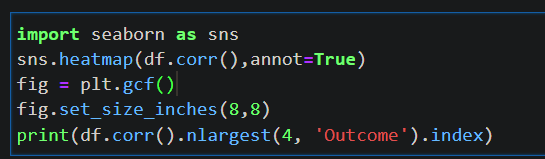 import seaborn as sns
sns.heatmap(df.corr(),annot=True)
fig = plt.gcf()
fig.set_size_inches(8,8)
print(df.corr().nlargest(4, 'Outcome').index)